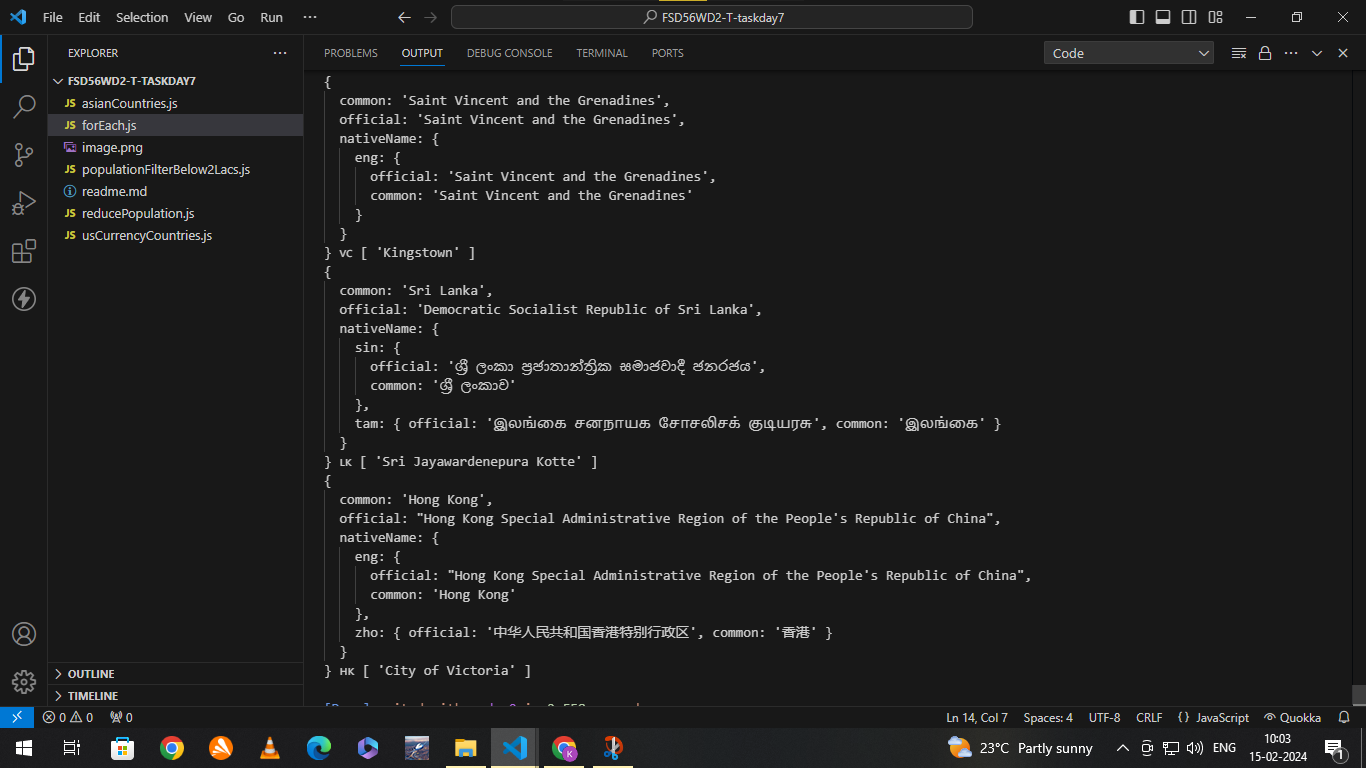 File Edit Selection View Go Run ··· FSD56WD2-T-taskday7
EXPLORER ···
FSD56WD2-T-TASKDAY7
JS asianCountries.js
JS forEach.js
image.png
JS populationFilterBelow2Lacs.js
readme.md
JS reducePopulation.js
JS usCurrencyCountries.js
OUTLINE
TIMELINE
PROBLEMS OUTPUT DEBUG CONSOLE TERMINAL PORTS Code ···
{
common: 'Saint Vincent and the Grenadines',
official: 'Saint Vincent and the Grenadines',
nativeName: {
eng: {
official: 'Saint Vincent and the Grenadines',
common: 'Saint Vincent and the Grenadines'
}
}
} 🇻🇨 [ 'Kingstown' ]
{
common: 'Sri Lanka',
official: 'Democratic Socialist Republic of Sri Lanka',
nativeName: {
sin: {
official: 'ශ්‍රී ලංකා ප්‍රජාතාන්ත්‍රික සමාජවාදී ජනරජය',
common: 'ශ්‍රී ලංකාව'
},
tam: { official: 'இலங்கை சனநாயக சோசலிசக் குடியரசு', common: 'இலங்கை' }
}
} 🇱🇰 [ 'Sri Jayawardenepura Kotte' ]
{
common: 'Hong Kong',
official: "Hong Kong Special Administrative Region of the People's Republic of China",
nativeName: {
eng: {
official: "Hong Kong Special Administrative Region of the People's Republic of China",
common: 'Hong Kong'
},
zho: { official: '中华人民共和国香港特别行政区', common: '香港' }
}
} 🇭🇰 [ 'City of Victoria' ]
0 0 0 Ln 14, Col 7 Spaces: 4 UTF-8 CRLF {} JavaScript Quokka
23°C Partly sunny ENG 10:03
15-02-2024 1